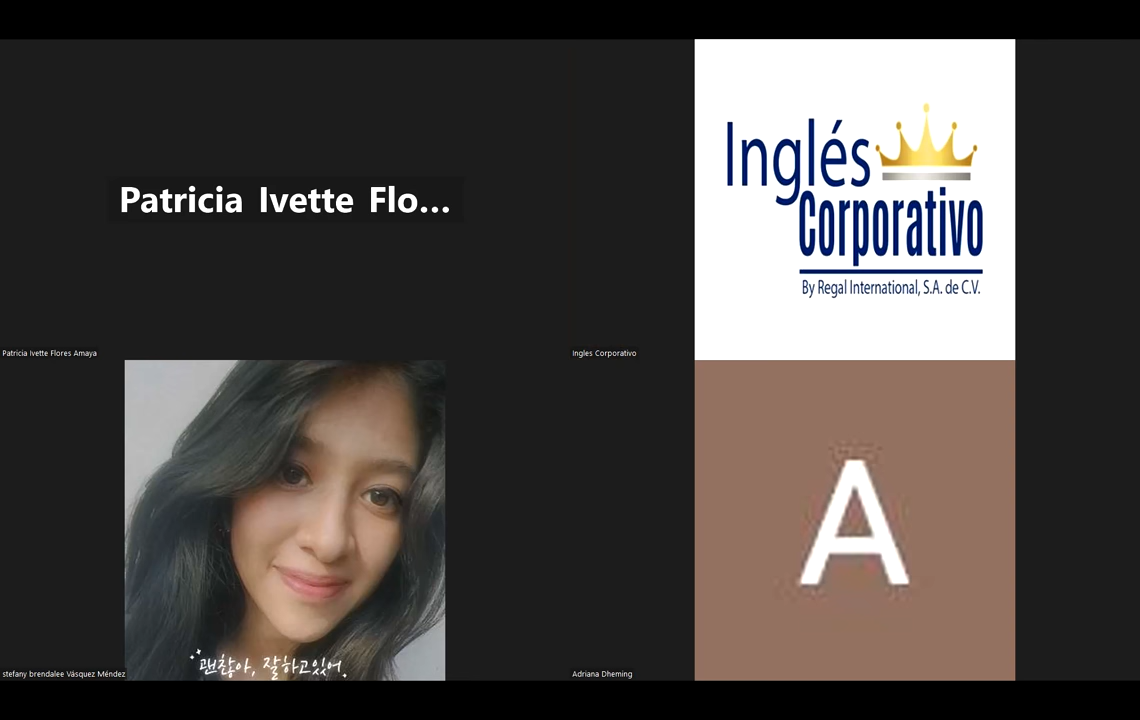 Patricia Ivette Flo...
Patricia Ivette Flores Amaya
Inglés
Corporativo
By Regal International, S.A. de C.V.
Ingles Corporativo
괜찮아, 잘하고있어.
stefany brendalee Vásquez Méndez
A
Adriana Dheming